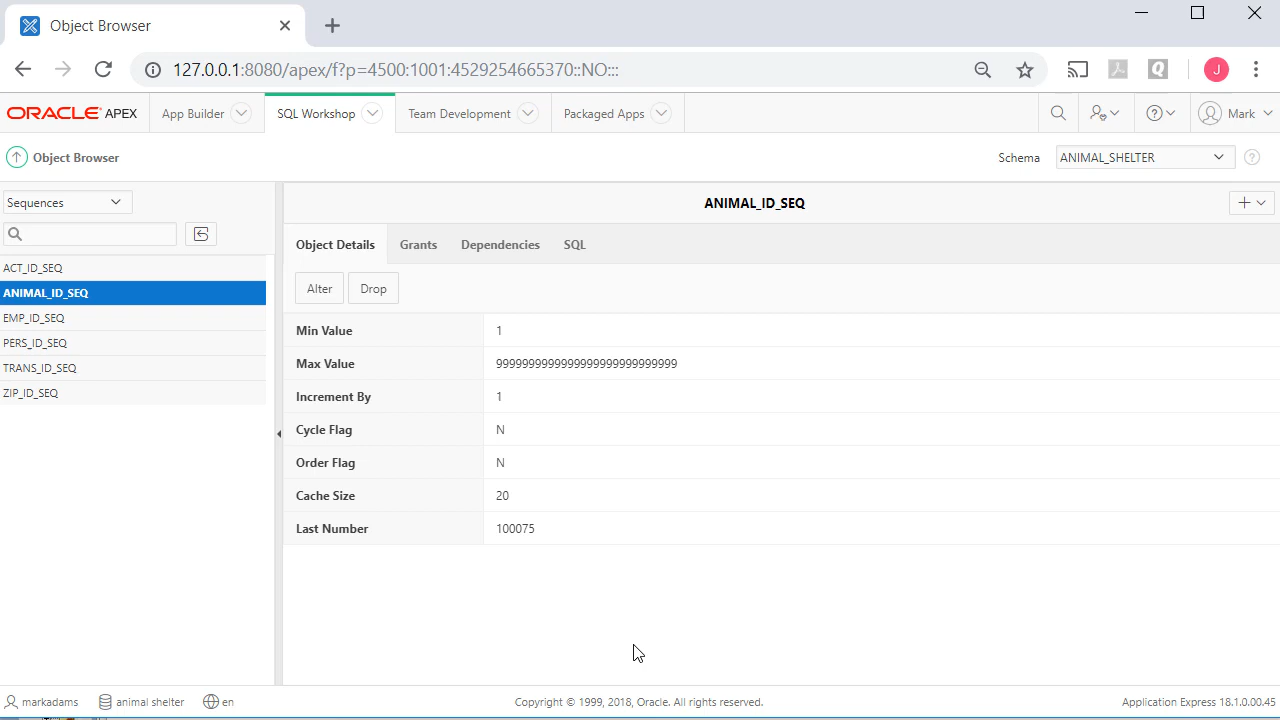 Object Browser
127.0.0.1:8080/apex/f?p=4500:1001:4529254665370::NO:::
J
ORACLE APEX App Builder SQL Workshop Team Development Packaged Apps Mark
Object Browser Schema ANIMAL_SHELTER
Sequences
ANIMAL_ID_SEQ
Object Details Grants Dependencies SQL
Alter Drop
ACT_ID_SEQ
ANIMAL_ID_SEQ
EMP_ID_SEQ
PERS_ID_SEQ
TRANS_ID_SEQ
ZIP_ID_SEQ
Min Value 1
Max Value 9999999999999999999999999999
Increment By 1
Cycle Flag N
Order Flag N
Cache Size 20
Last Number 100075
markadams animal shelter en
Copyright © 1999, 2018, Oracle. All rights reserved.
Application Express 18.1.0.00.45